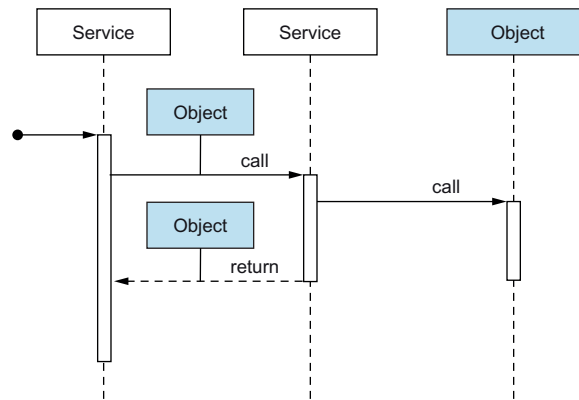 Service
Service
Object
Object
call
call
Object
return